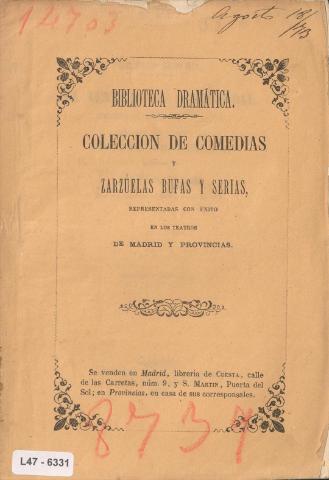 14703
Agosto 18/
BIBLIOTECA DRAMÁTICA.
COLECCION DE COMEDIAS
Y
ZARZUELAS BUFAS Y SERIAS,
REPRESENTADAS CON EXITO
EN LOS TEATROS
DE MADRID Y PROVINCIAS.
Se venden en Madrid, librería de CUESTA, calle
de las Carretas, núm. 9, y S. MARTIN, Puerta del
Sol; en Provincias, en casa de sus corresponsales.
8737
L47 - 6331